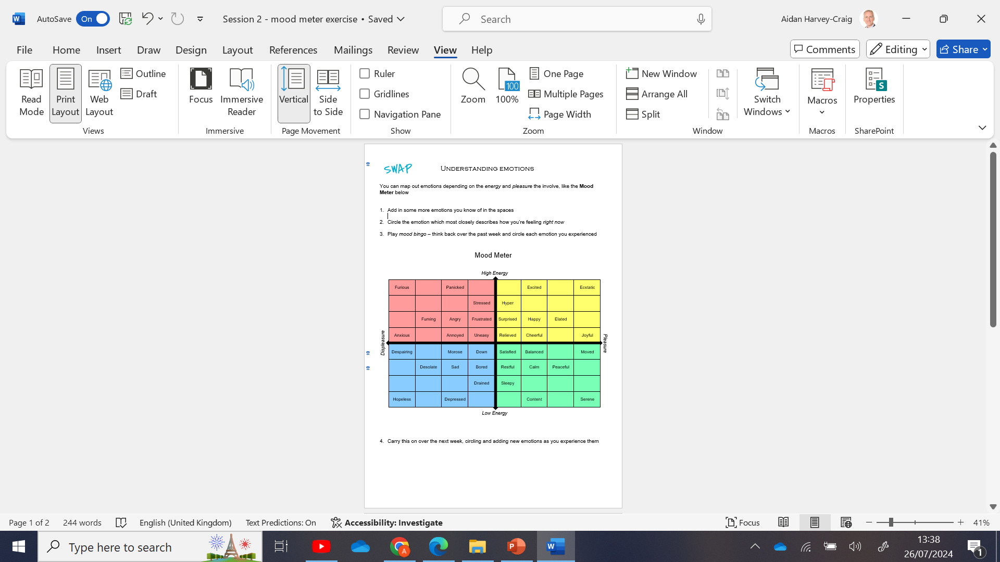 AutoSave On Session 2 - mood meter exercise • Saved Search Aidan Harvey-Craig
File Home Insert Draw Design Layout References Mailings Review View Help Comments Editing Share
Read Mode
Print Layout
Web Layout
Outline
Draft
Views
Focus
Immersive Reader
Immersive
Vertical
Side to Side
Page Movement
Ruler
Gridlines
Navigation Pane
Show
Zoom
100
100%
One Page
Multiple Pages
Page Width
Zoom
New Window
Arrange All
Split
Switch Windows
Window
Macros
Macros
Properties
SharePoint
SWAP UNDERSTANDING EMOTIONS
You can map out emotions depending on the energy and pleasure the involve, like the Mood
Meter below
1. Add in some more emotions you know of in the spaces
2. Circle the emotion which most closely describes how you're feeling right now
3. Play mood bingo – think back over the past week and circle each emotion you experienced
Mood Meter
High Energy
Furious Panicked Excited Ecstatic
Stressed Hyper
Fuming Angry Frustrated Surprised Happy Elated
Anxious Annoyed Uneasy Relieved Cheerful Joyful
Displeasure
Pleasure
Despairing Morose Down Satisfied Balanced Moved
Desolate Sad Bored Restful Calm Peaceful
Drained Sleepy
Hopeless Depressed Content Serene
Low Energy
4. Carry this on over the next week, circling and adding new emotions as you experience them
Page 1 of 2 244 words English (United Kingdom) Text Predictions: On Accessibility: Investigate Focus 41%
Type here to search
13:38
26/07/2024
1